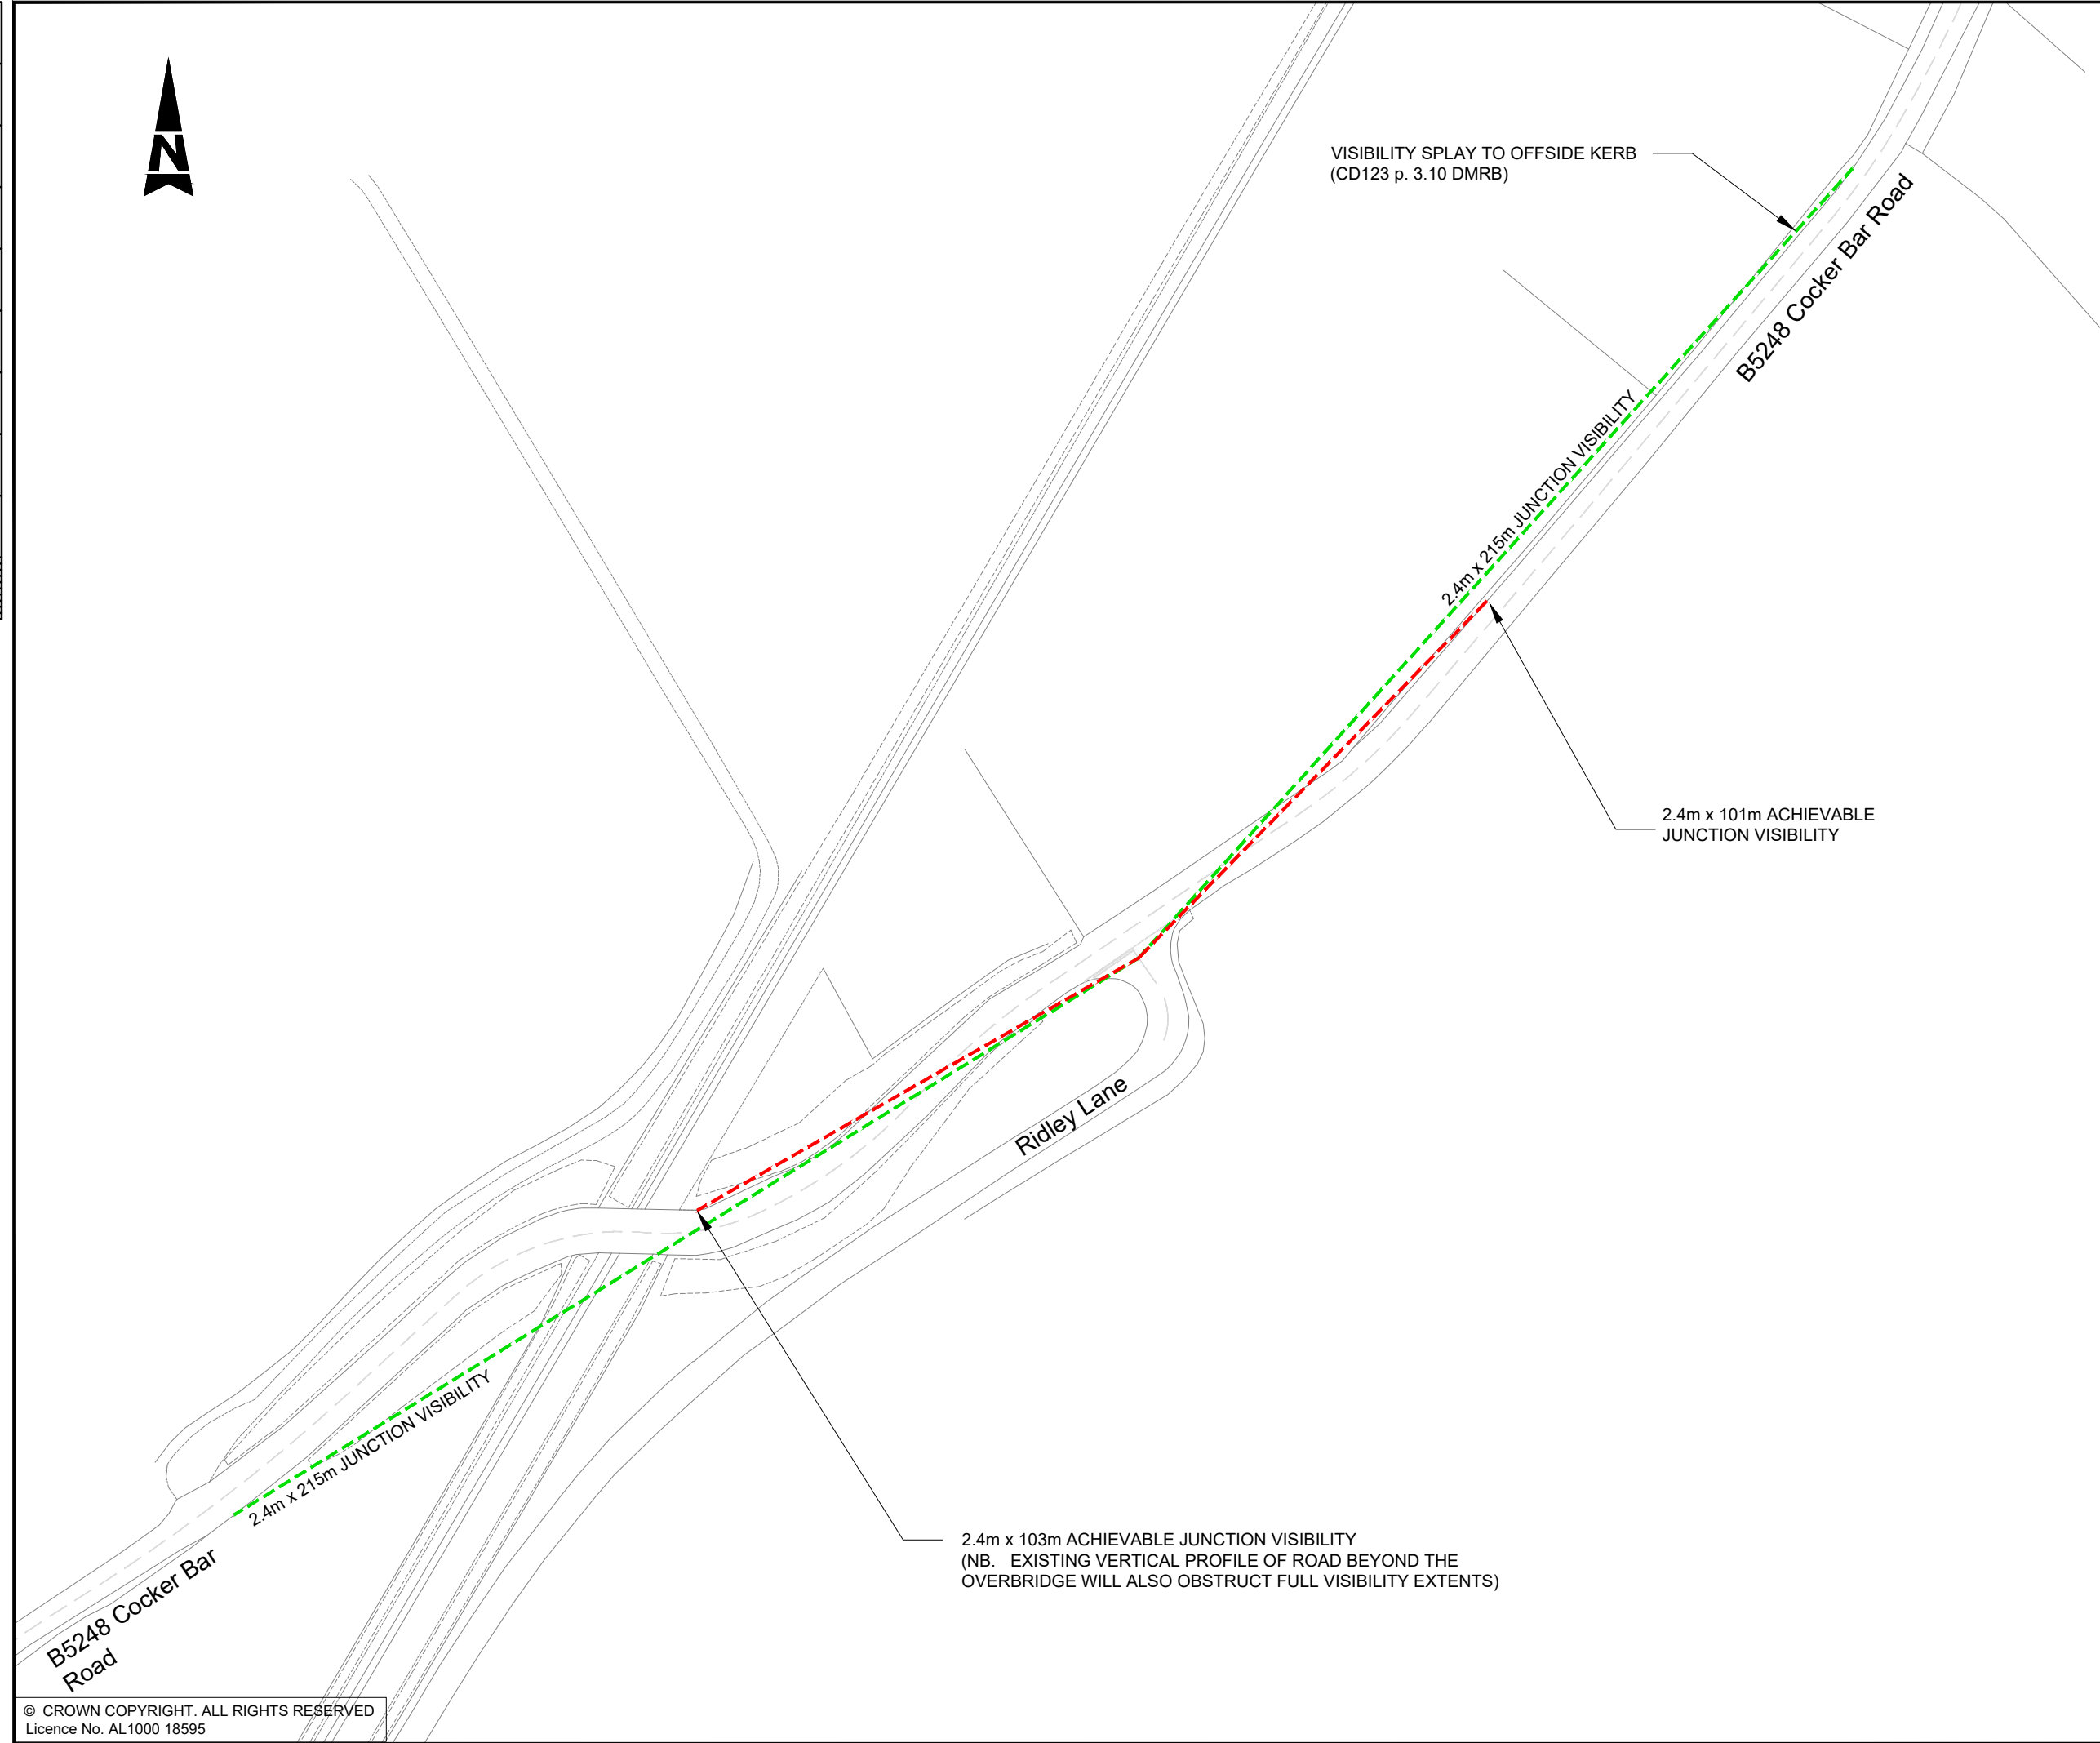 N
VISIBILITY SPLAY TO OFFSIDE KERB
(CD123 p. 3.10 DMRB)
B5248 Cocker Bar Road
2.4m x 215m JUNCTION VISIBILITY
2.4m x 101m ACHIEVABLE
JUNCTION VISIBILITY
Ridley Lane
2.4m x 215m JUNCTION VISIBILITY
2.4m x 103m ACHIEVABLE JUNCTION VISIBILITY
(NB. EXISTING VERTICAL PROFILE OF ROAD BEYOND THE
OVERBRIDGE WILL ALSO OBSTRUCT FULL VISIBILITY EXTENTS)
B5248 Cocker Bar
Road
© CROWN COPYRIGHT. ALL RIGHTS RESERVED
Licence No. AL1000 18595